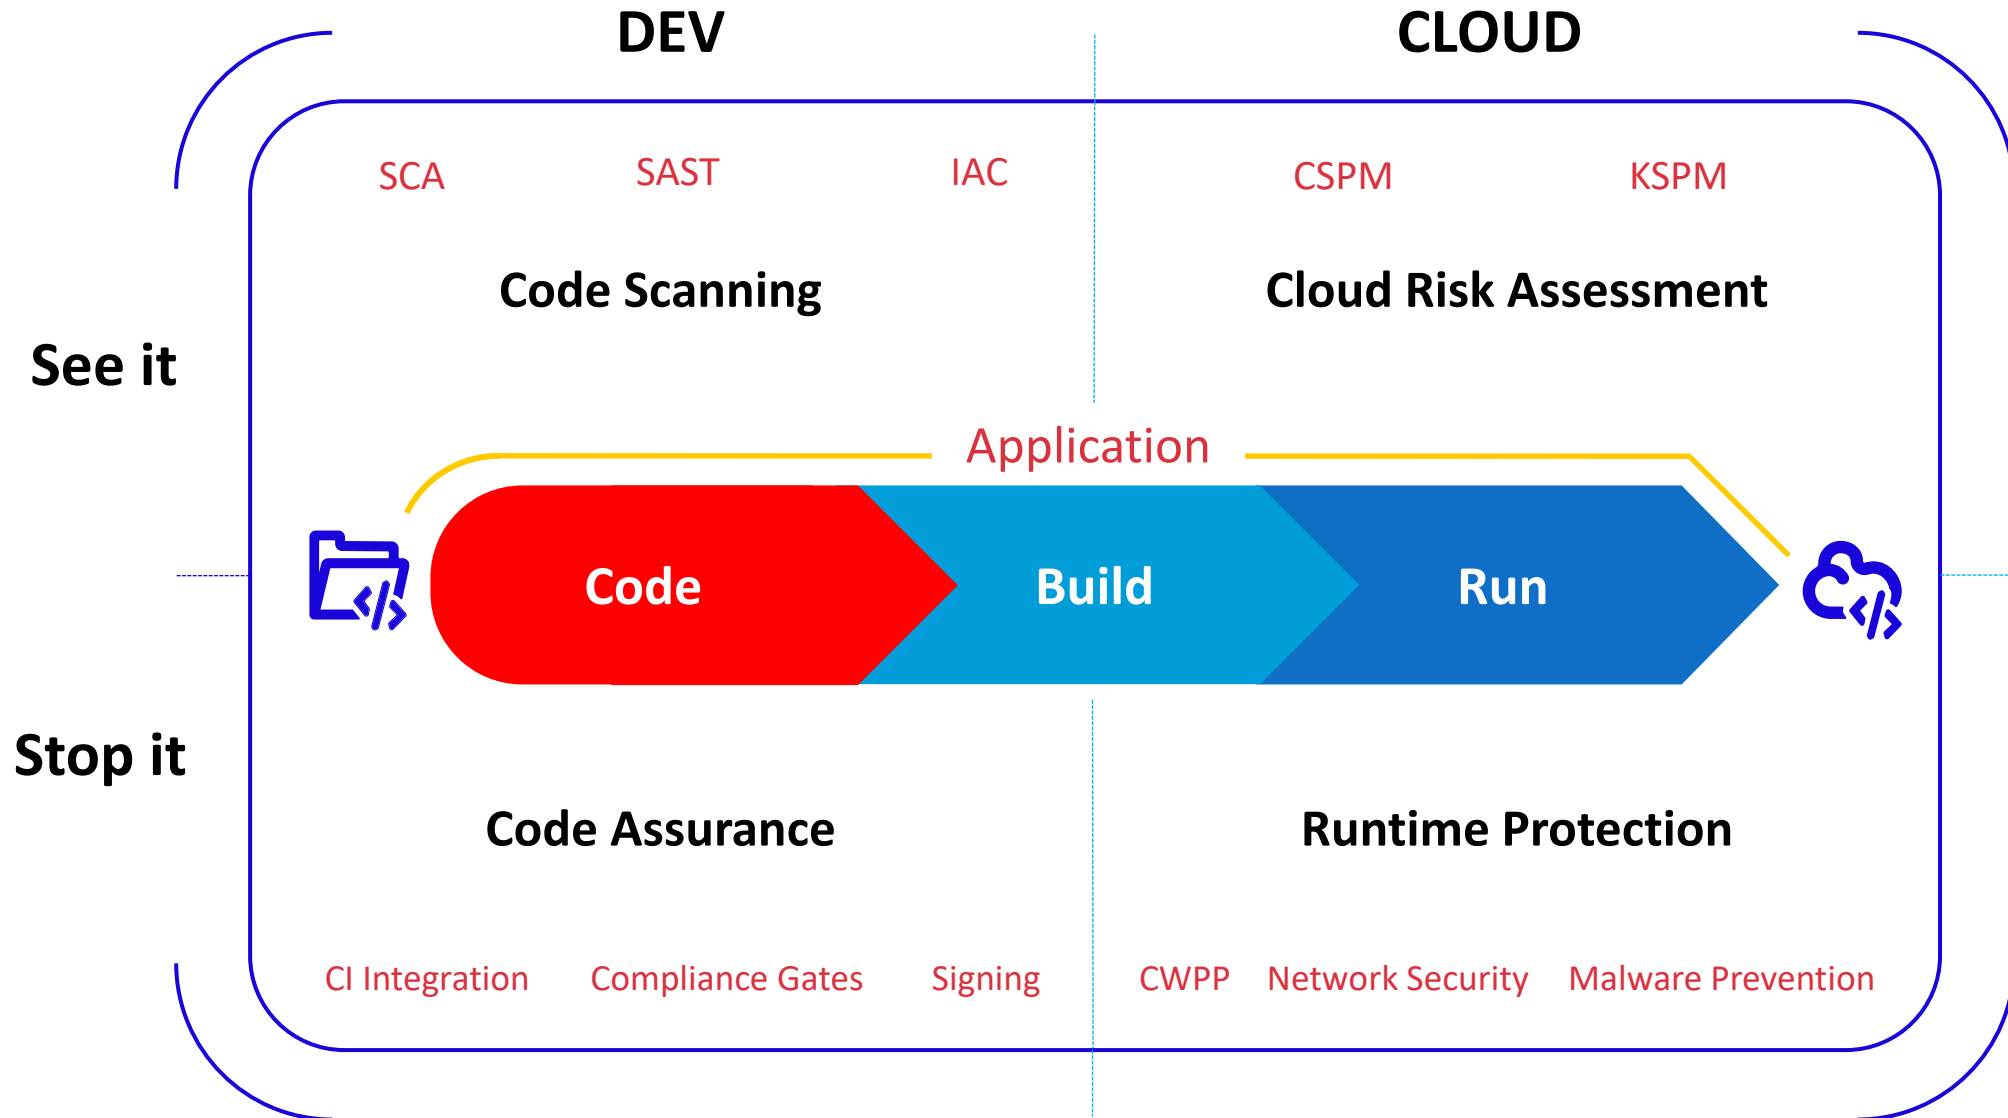 DEV
CLOUD
SCA
SAST
IAC
CSPM
KSPM
Code Scanning
Cloud Risk Assessment
See it
Application
Code
Build
Run
Stop it
Code Assurance
Runtime Protection
CI Integration
Compliance Gates
Signing
CWPP
Network Security
Malware Prevention